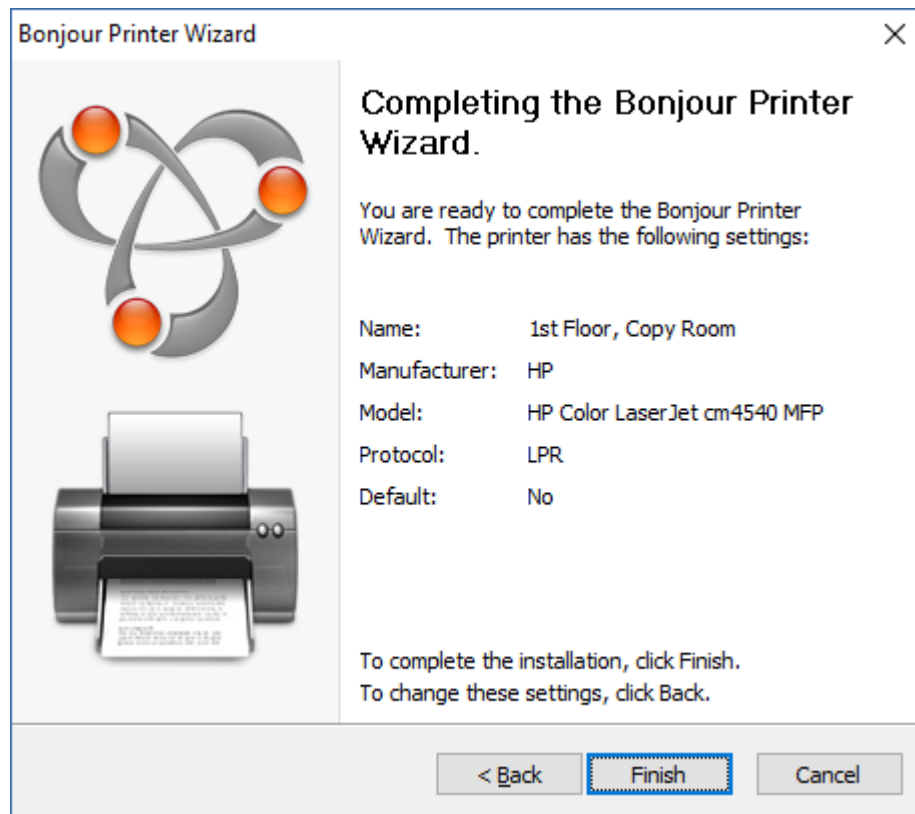 Bonjour Printer Wizard
Completing the Bonjour Printer
Wizard.
You are ready to complete the Bonjour Printer
Wizard.  The printer has the following settings:
Name: 1st Floor, Copy Room
Manufacturer: HP
Model: HP Color LaserJet cm4540 MFP
Protocol: LPR
Default: No
To complete the installation, click Finish.
To change these settings, click Back.
< Back Finish Cancel